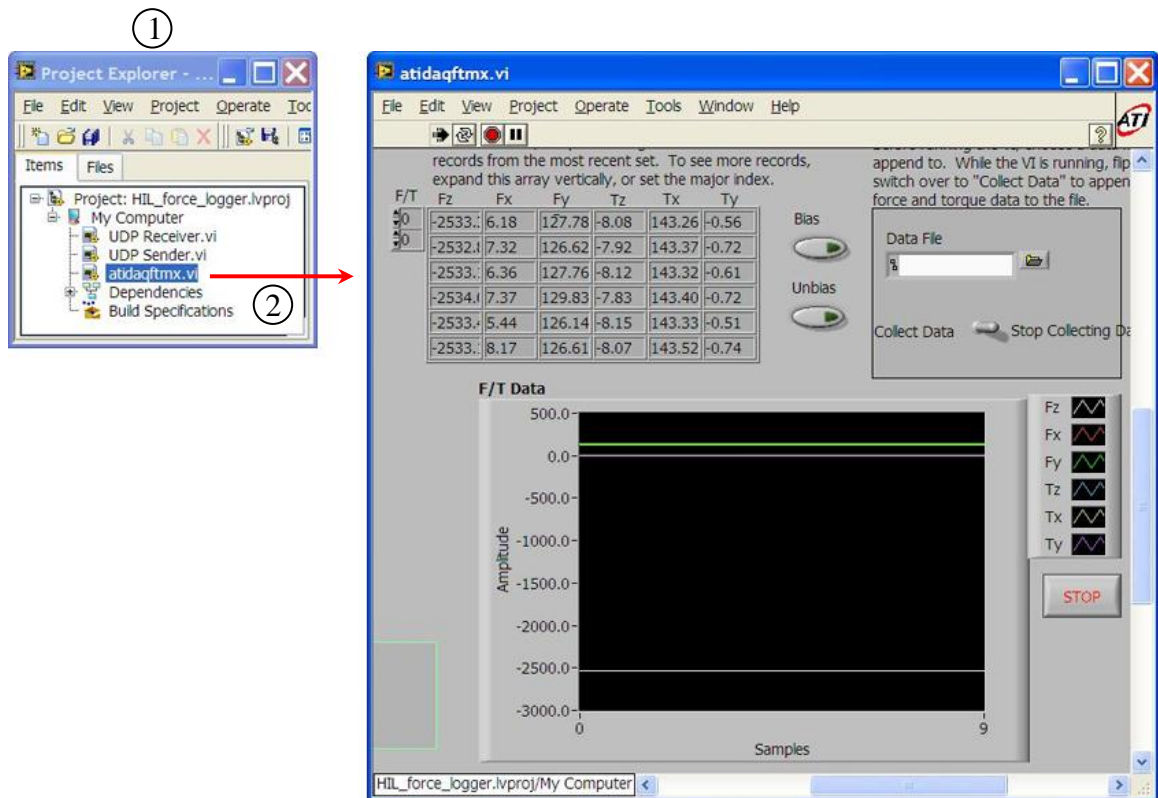 1
Project Explorer - ...
File Edit View Project Operate Too
Items Files
Project: HIL_force_logger.lvproj
My Computer
UDP Receiver.vi
UDP Sender.vi
atidaqftmx.vi
Dependencies
Build Specifications
2
atidaqftmx.vi
File Edit View Project Operate Tools Window Help
ATI
records from the most recent set. To see more records,
expand this array vertically, or set the major index.
append to. While the VI is running, flip
switch over to "Collect Data" to appen
force and torque data to the file.
F/T Fz Fx Fy Tz Tx Ty
0 -2533. 6.18 127.78 -8.08 143.26 -0.56
0 -2532. 7.32 126.62 -7.92 143.37 -0.72
-2533. 6.36 127.76 -8.12 143.32 -0.61
-2534. 7.37 129.83 -7.83 143.40 -0.72
-2533. 5.44 126.14 -8.15 143.33 -0.51
-2533. 8.17 126.61 -8.07 143.52 -0.74
Bias
Unbias
Data File
Collect Data Stop Collecting Da
F/T Data
500.0
0.0
-500.0
-1000.0
-1500.0
-2000.0
-2500.0
-3000.0
Amplitude
0 9
Samples
Fz
Fx
Fy
Tz
Tx
Ty
STOP
HIL_force_logger.lvproj/My Computer